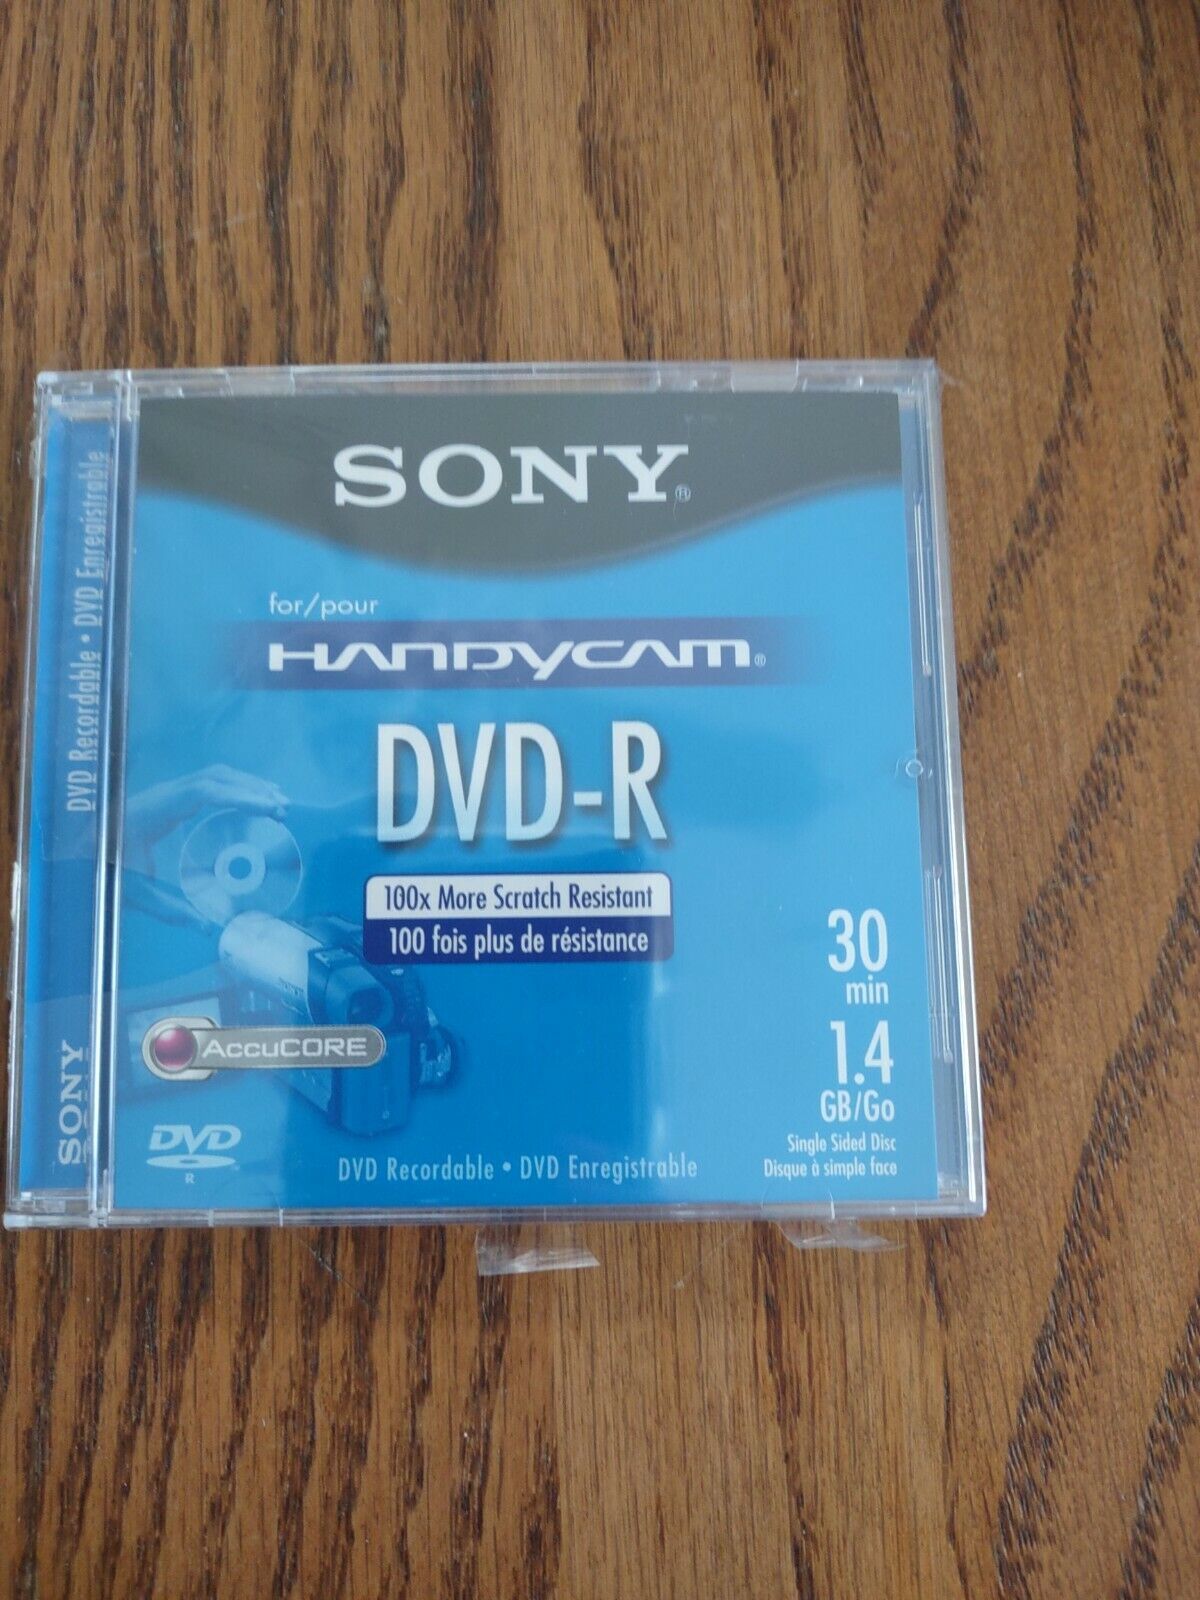 SONY®
for/pour
HANDYCAM®
DVD-R
100x More Scratch Resistant
100 fois plus de résistance
30
min
1.4
GB/Go
Single Sided Disc
Disque à simple face
SONY
AccuCORE
DVD
R
DVD Recordable • DVD Enregistrable
DVD Recordable • DVD Enregistrable
SONY